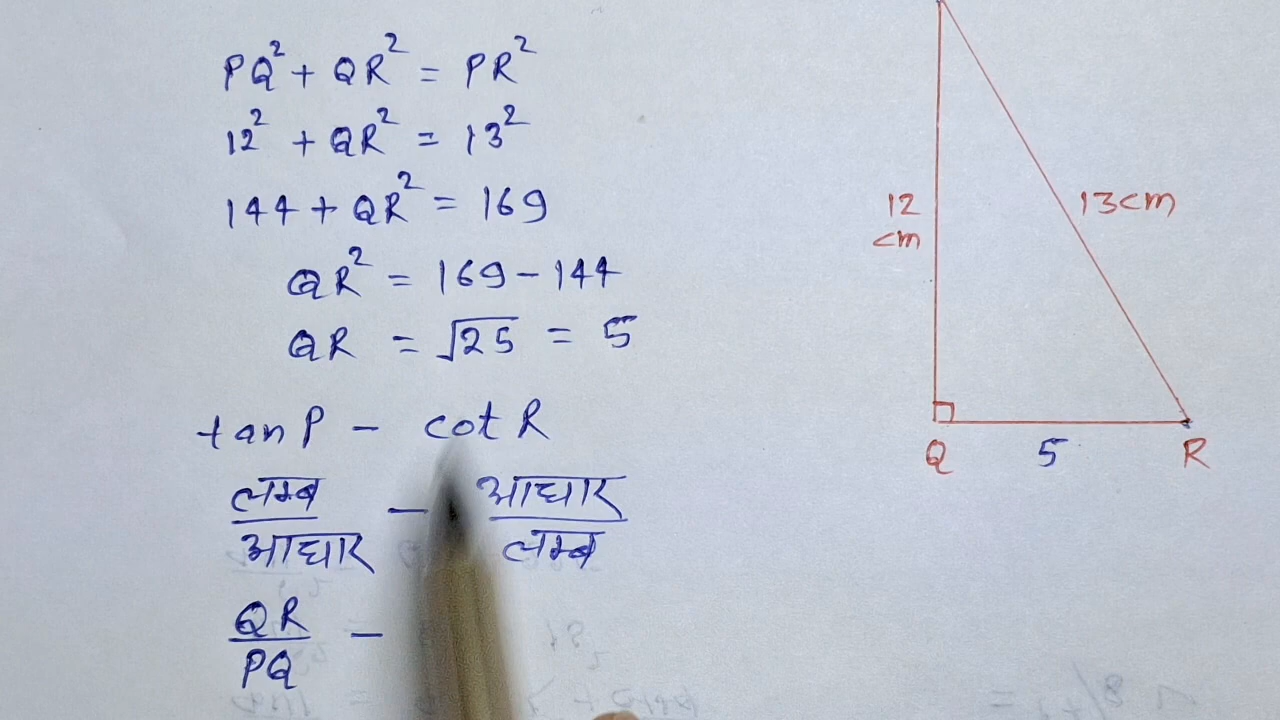 PQ² + QR² = PR²
12² + QR² = 13²
144 + QR² = 169
QR² = 169 - 144
QR = √25 = 5
tan P - cot R
लम्ब/आधार - आधार/लम्ब
QR/PQ -
12
cm
13cm
Q 5 R